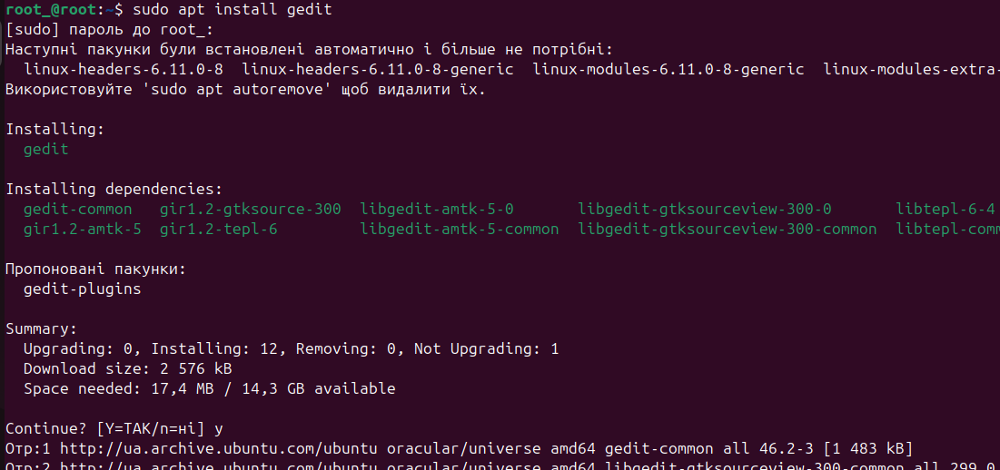 root_@root:~$ sudo apt install gedit
[sudo] пароль до root_:
Наступні пакунки були встановлені автоматично і більше не потрібні:
linux-headers-6.11.0-8 linux-headers-6.11.0-8-generic linux-modules-6.11.0-8-generic linux-modules-extra-
Використовуйте 'sudo apt autoremove' щоб видалити їх.
Installing:
gedit
Installing dependencies:
gedit-common gir1.2-gtksource-300 libgedit-amtk-5-0 libgedit-gtksourceview-300-0 libtepl-6-4
gir1.2-amtk-5 gir1.2-tepl-6 libgedit-amtk-5-common libgedit-gtksourceview-300-common libtepl-com
Пропоновані пакунки:
gedit-plugins
Summary:
Upgrading: 0, Installing: 12, Removing: 0, Not Upgrading: 1
Download size: 2 576 kB
Space needed: 17,4 MB / 14,3 GB available
Continue? [Y=ТАК/n=ні] y
Отр:1 http://ua.archive.ubuntu.com/ubuntu oracular/universe amd64 gedit-common all 46.2-3 [1 483 kB]
Отр:2 http://ua.archive.ubuntu.com/ubuntu oracular/universe amd64 libgedit-gtksourceview-300-common all 299.0